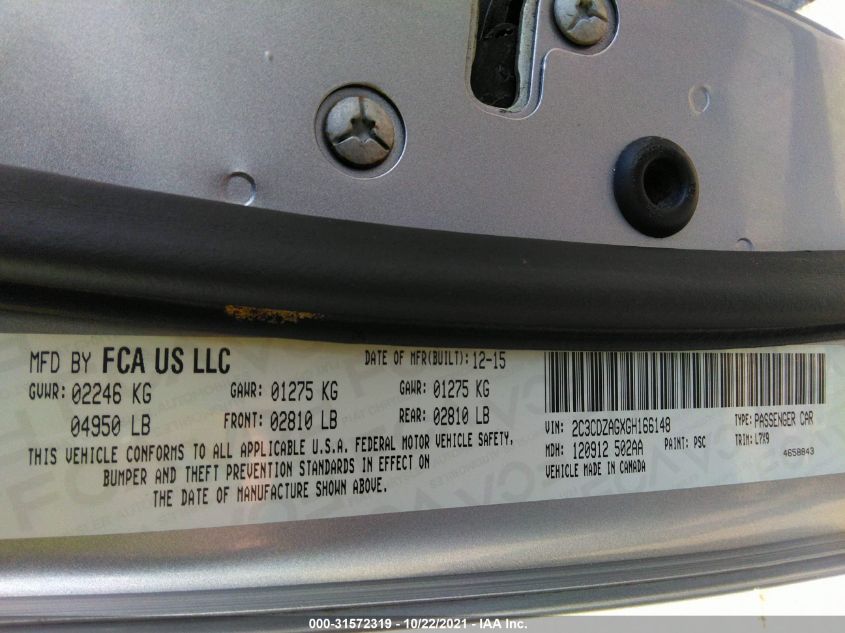 MFD BY FCA US LLC
DATE OF MFR(BUILT): 12-15
GVWR: 02246 KG GAWR: 01275 KG GAWR: 01275 KG
04950 LB FRONT: 02810 LB REAR: 02810 LB
THIS VEHICLE CONFORMS TO ALL APPLICABLE U.S.A. FEDERAL MOTOR VEHICLE SAFETY,
BUMPER AND THEFT PREVENTION STANDARDS IN EFFECT ON
THE DATE OF MANUFACTURE SHOWN ABOVE.
VIN: 2C3CDZAGXGH166148 TYPE: PASSENGER CAR
MDH: 120912 502AA PAINT: PSC TRIM: L7X9
VEHICLE MADE IN CANADA 4658843
000-31572319 - 10/22/2021 - IAA Inc.